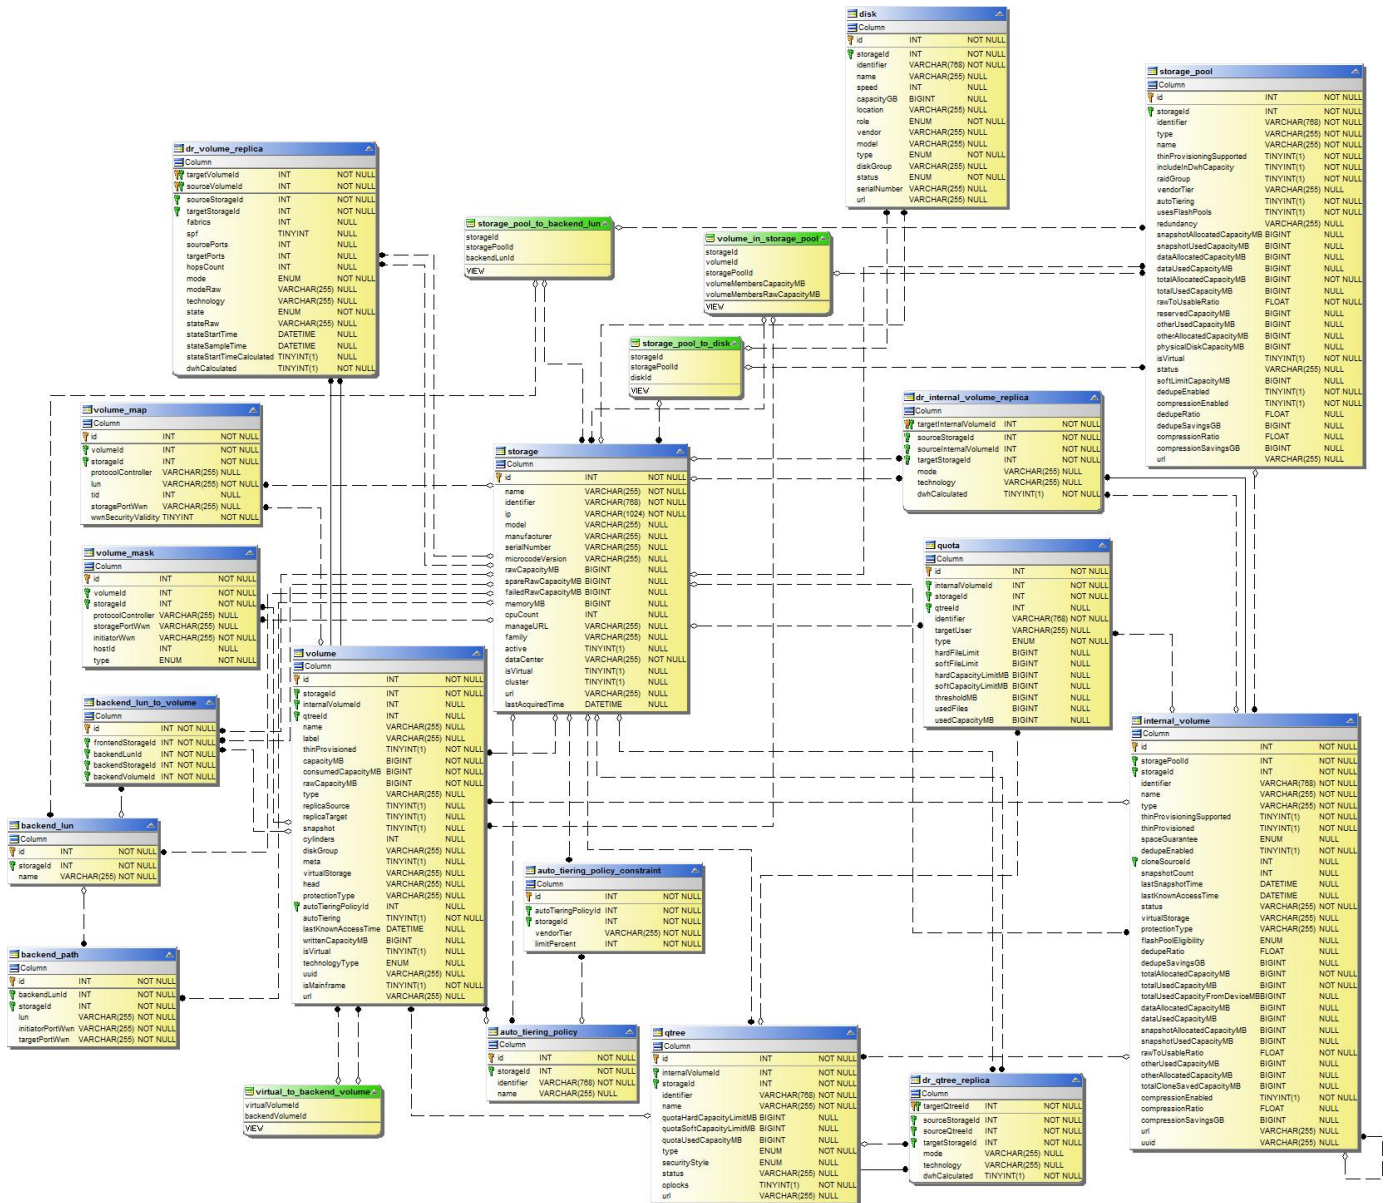 disk
Column
id INT NOT NULL
storageId INT NOT NULL
identifier VARCHAR(768) NOT NULL
name VARCHAR(255) NULL
speed INT NULL
capacityGB BIGINT NULL
location VARCHAR(255) NULL
role ENUM NOT NULL
vendor VARCHAR(255) NULL
model VARCHAR(255) NULL
type ENUM NOT NULL
diskGroup VARCHAR(255) NULL
status ENUM NOT NULL
serialNumber VARCHAR(255) NULL
url VARCHAR(255) NULL
storage_pool
Column
id INT NOT NULL
storageId INT NOT NULL
identifier VARCHAR(768) NOT NULL
type VARCHAR(255) NOT NULL
name VARCHAR(255) NOT NULL
thinProvisioningSupported TINYINT(1) NOT NULL
includeInDwhCapacity TINYINT(1) NOT NULL
raidGroup TINYINT(1) NOT NULL
vendorTier VARCHAR(255) NULL
autoTiering TINYINT(1) NOT NULL
usesFlashPools TINYINT(1) NOT NULL
redundancy VARCHAR(255) NULL
snapshotAllocatedCapacityMB BIGINT NULL
snapshotUsedCapacityMB BIGINT NULL
dataAllocatedCapacityMB BIGINT NULL
dataUsedCapacityMB BIGINT NULL
totalAllocatedCapacityMB BIGINT NOT NULL
totalUsedCapacityMB BIGINT NULL
rawToUsableRatio FLOAT NOT NULL
reservedCapacityMB BIGINT NULL
otherUsedCapacityMB BIGINT NULL
otherAllocatedCapacityMB BIGINT NULL
physicalDiskCapacityMB BIGINT NULL
isVirtual TINYINT(1) NOT NULL
status VARCHAR(255) NULL
softLimitCapacityMB BIGINT NULL
dedupeEnabled TINYINT(1) NOT NULL
compressionEnabled TINYINT(1) NOT NULL
dedupeRatio FLOAT NULL
dedupeSavingsGB BIGINT NULL
compressionRatio FLOAT NULL
compressionSavingsGB BIGINT NULL
url VARCHAR(255) NULL
dr_volume_replica
Column
targetVolumeId INT NOT NULL
sourceVolumeId INT NOT NULL
sourceStorageId INT NOT NULL
targetStorageId INT NOT NULL
fabrics INT NULL
spf TINYINT NULL
sourcePorts INT NULL
targetPorts INT NULL
hopsCount INT NULL
mode ENUM NOT NULL
modeRaw VARCHAR(255) NULL
technology VARCHAR(255) NULL
state ENUM NOT NULL
stateRaw VARCHAR(255) NULL
stateStartTime DATETIME NULL
stateSampleTime DATETIME NULL
stateStartTimeCalculated TINYINT(1) NULL
dwhCalculated TINYINT(1) NOT NULL
storage_pool_to_backend_lun
storageId
storagePoolId
backendLunId
VIEW
volume_in_storage_pool
storageId
volumeId
storagePoolId
volumeMembersCapacityMB
volumeMembersRawCapacityMB
VIEW
storage_pool_to_disk
storageId
storagePoolId
diskId
VIEW
volume_map
Column
id INT NOT NULL
volumeId INT NOT NULL
storageId INT NOT NULL
protocolController VARCHAR(255) NULL
lun VARCHAR(255) NOT NULL
tid INT NULL
storagePortWwn VARCHAR(255) NULL
wwnSecurityValidity TINYINT NOT NULL
dr_internal_volume_replica
Column
targetInternalVolumeId INT NOT NULL
sourceStorageId INT NOT NULL
sourceInternalVolumeId INT NOT NULL
targetStorageId INT NOT NULL
mode VARCHAR(255) NULL
technology VARCHAR(255) NULL
dwhCalculated TINYINT(1) NOT NULL
storage
Column
id INT NOT NULL
name VARCHAR(255) NOT NULL
identifier VARCHAR(768) NOT NULL
ip VARCHAR(1024) NOT NULL
model VARCHAR(255) NULL
manufacturer VARCHAR(255) NULL
serialNumber VARCHAR(255) NULL
microcodeVersion VARCHAR(255) NULL
rawCapacityMB BIGINT NULL
spareRawCapacityMB BIGINT NULL
failedRawCapacityMB BIGINT NULL
memoryMB BIGINT NULL
cpuCount INT NULL
manageURL VARCHAR(255) NULL
family VARCHAR(255) NULL
active TINYINT(1) NULL
dataCenter VARCHAR(255) NOT NULL
isVirtual TINYINT(1) NULL
cluster TINYINT(1) NULL
url VARCHAR(255) NULL
lastAcquiredTime DATETIME NULL
volume_mask
Column
id INT NOT NULL
volumeId INT NOT NULL
storageId INT NOT NULL
protocolController VARCHAR(255) NULL
storagePortWwn VARCHAR(255) NULL
initiatorWwn VARCHAR(255) NOT NULL
hostId INT NULL
type ENUM NOT NULL
quota
Column
id INT NOT NULL
internalVolumeId INT NOT NULL
storageId INT NOT NULL
qtreeId INT NULL
identifier VARCHAR(768) NOT NULL
targetUser VARCHAR(255) NULL
type ENUM NOT NULL
hardFileLimit BIGINT NULL
softFileLimit BIGINT NULL
hardCapacityLimitMB BIGINT NULL
softCapacityLimitMB BIGINT NULL
thresholdMB BIGINT NULL
usedFiles BIGINT NULL
usedCapacityMB BIGINT NULL
volume
Column
id INT NOT NULL
storageId INT NOT NULL
internalVolumeId INT NULL
qtreeId INT NULL
name VARCHAR(255) NOT NULL
label VARCHAR(255) NULL
thinProvisioned TINYINT(1) NOT NULL
capacityMB BIGINT NOT NULL
consumedCapacityMB BIGINT NOT NULL
rawCapacityMB BIGINT NOT NULL
type VARCHAR(255) NULL
replicaSource TINYINT(1) NULL
replicaTarget TINYINT(1) NULL
snapshot TINYINT(1) NULL
cylinders INT NULL
diskGroup VARCHAR(255) NULL
meta TINYINT(1) NULL
virtualStorage VARCHAR(255) NULL
head VARCHAR(255) NULL
protectionType VARCHAR(255) NULL
autoTieringPolicyId INT NULL
autoTiering TINYINT(1) NOT NULL
lastKnownAccessTime DATETIME NULL
writtenCapacityMB BIGINT NULL
isVirtual TINYINT(1) NULL
technologyType ENUM NULL
uuid VARCHAR(255) NULL
isMainframe TINYINT(1) NOT NULL
url VARCHAR(255) NULL
backend_lun_to_volume
Column
id INT NOT NULL
frontendStorageId INT NOT NULL
backendLunId INT NOT NULL
backendStorageId INT NOT NULL
backendVolumeId INT NOT NULL
internal_volume
Column
id INT NOT NULL
storagePoolId INT NOT NULL
storageId INT NOT NULL
identifier VARCHAR(768) NOT NULL
name VARCHAR(255) NOT NULL
type VARCHAR(255) NOT NULL
thinProvisioningSupported TINYINT(1) NOT NULL
thinProvisioned TINYINT(1) NOT NULL
spaceGuarantee ENUM NULL
dedupeEnabled TINYINT(1) NOT NULL
cloneSourceId INT NULL
snapshotCount INT NULL
lastSnapshotTime DATETIME NULL
lastKnownAccessTime DATETIME NULL
status VARCHAR(255) NOT NULL
virtualStorage VARCHAR(255) NULL
protectionType VARCHAR(255) NULL
flashPoolEligibility ENUM NULL
dedupeRatio FLOAT NULL
dedupeSavingsGB BIGINT NULL
totalAllocatedCapacityMB BIGINT NOT NULL
totalUsedCapacityMB BIGINT NOT NULL
totalUsedCapacityFromDeviceMB BIGINT NULL
dataAllocatedCapacityMB BIGINT NULL
dataUsedCapacityMB BIGINT NULL
snapshotAllocatedCapacityMB BIGINT NULL
snapshotUsedCapacityMB BIGINT NULL
rawToUsableRatio FLOAT NOT NULL
otherUsedCapacityMB BIGINT NULL
otherAllocatedCapacityMB BIGINT NULL
totalCloneSavedCapacityMB BIGINT NULL
compressionEnabled TINYINT(1) NOT NULL
compressionRatio FLOAT NULL
compressionSavingsGB BIGINT NULL
url VARCHAR(255) NULL
uuid VARCHAR(255) NULL
backend_lun
Column
id INT NOT NULL
storageId INT NOT NULL
name VARCHAR(255) NOT NULL
auto_tiering_policy_constraint
Column
id INT NOT NULL
autoTieringPolicyId INT NOT NULL
storageId INT NOT NULL
vendorTier VARCHAR(255) NOT NULL
limitPercent INT NOT NULL
backend_path
Column
id INT NOT NULL
backendLunId INT NOT NULL
storageId INT NOT NULL
lun VARCHAR(255) NOT NULL
initiatorPortWwn VARCHAR(255) NOT NULL
targetPortWwn VARCHAR(255) NOT NULL
auto_tiering_policy
Column
id INT NOT NULL
storageId INT NOT NULL
identifier VARCHAR(768) NOT NULL
name VARCHAR(255) NULL
qtree
Column
id INT NOT NULL
internalVolumeId INT NOT NULL
storageId INT NOT NULL
identifier VARCHAR(768) NOT NULL
name VARCHAR(255) NOT NULL
quotaHardCapacityLimitMB BIGINT NULL
quotaSoftCapacityLimitMB BIGINT NULL
quotaUsedCapacityMB BIGINT NULL
type ENUM NOT NULL
securityStyle ENUM NULL
status VARCHAR(255) NULL
oplocks TINYINT(1) NOT NULL
url VARCHAR(255) NULL
dr_qtree_replica
Column
targetQtreeId INT NOT NULL
sourceStorageId INT NOT NULL
sourceQtreeId INT NOT NULL
targetStorageId INT NOT NULL
mode VARCHAR(255) NULL
technology VARCHAR(255) NULL
dwhCalculated TINYINT(1) NOT NULL
virtual_to_backend_volume
virtualVolumeId
backendVolumeId
VIEW